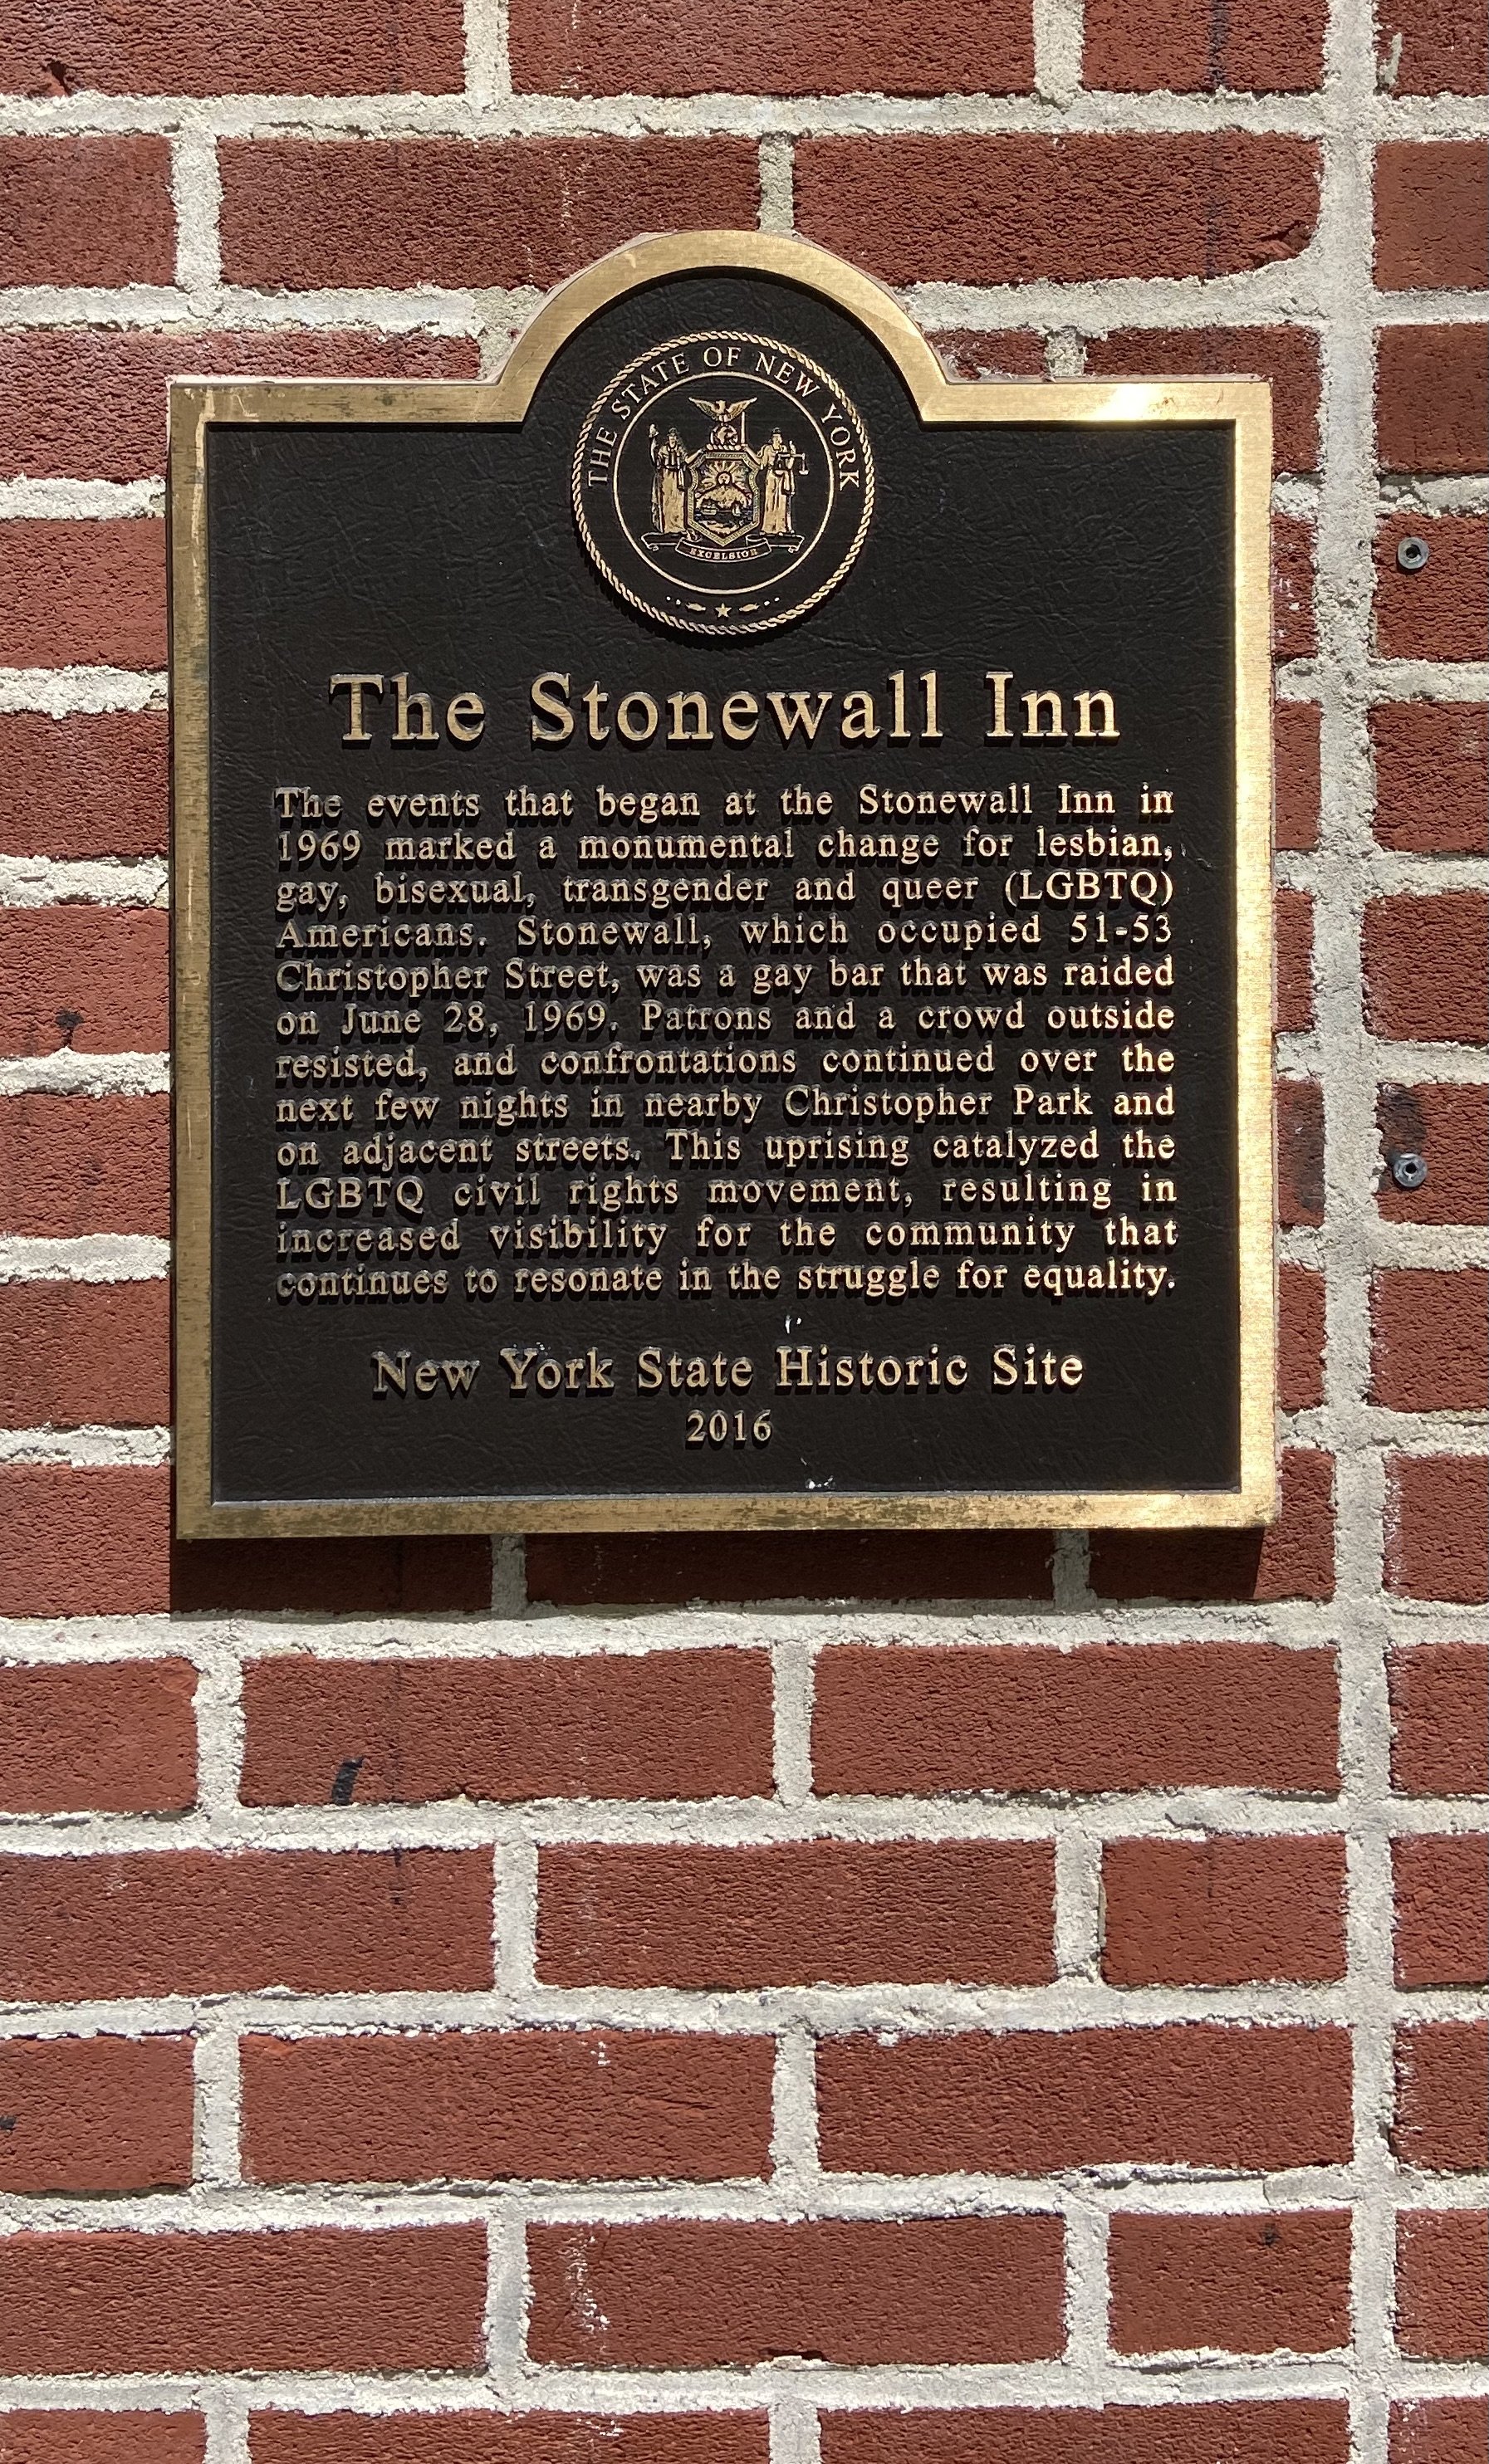 THE STATE OF NEW YORK
EXCELSIOR
The Stonewall Inn
The events that began at the Stonewall Inn in
1969 marked a monumental change for lesbian,
gay, bisexual, transgender and queer (LGBTQ)
Americans. Stonewall, which occupied 51-53
Christopher Street, was a gay bar that was raided
on June 28, 1969. Patrons and a crowd outside
resisted, and confrontations continued over the
next few nights in nearby Christopher Park and
on adjacent streets. This uprising catalyzed the
LGBTQ civil rights movement, resulting in
increased visibility for the community that
continues to resonate in the struggle for equality.
New York State Historic Site
2016